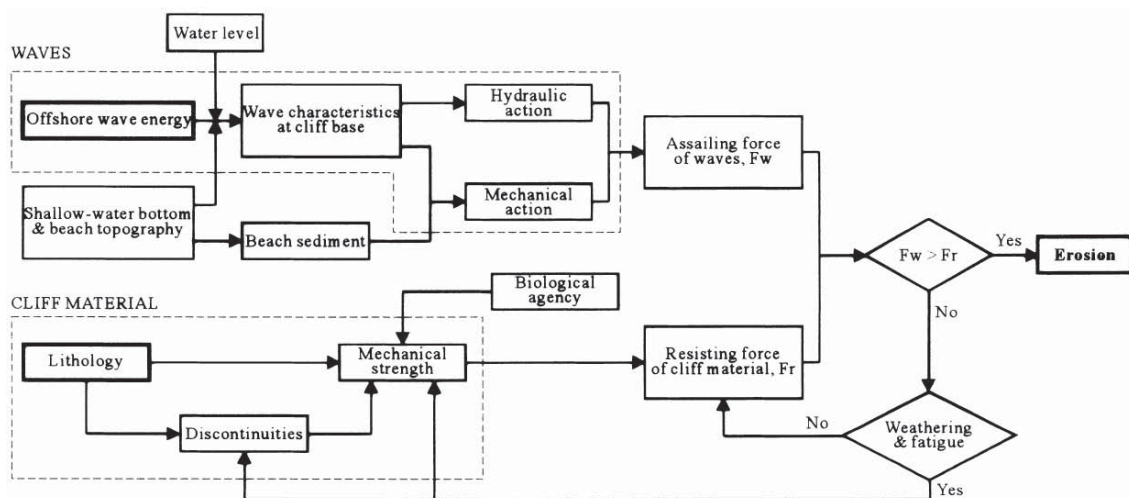 Water level
WAVES
Offshore wave energy
Wave characteristics
at cliff base
Hydraulic
action
Assailing force
of waves, Fw
Shallow-water bottom
& beach topography
Mechanical
action
Beach sediment
Fw > Fr
Yes
Erosion
No
CLIFF MATERIAL
Biological
agency
Lithology
Mechanical
strength
Resisting force
of cliff material, Fr
Discontinuities
No
Weathering
& fatigue
Yes